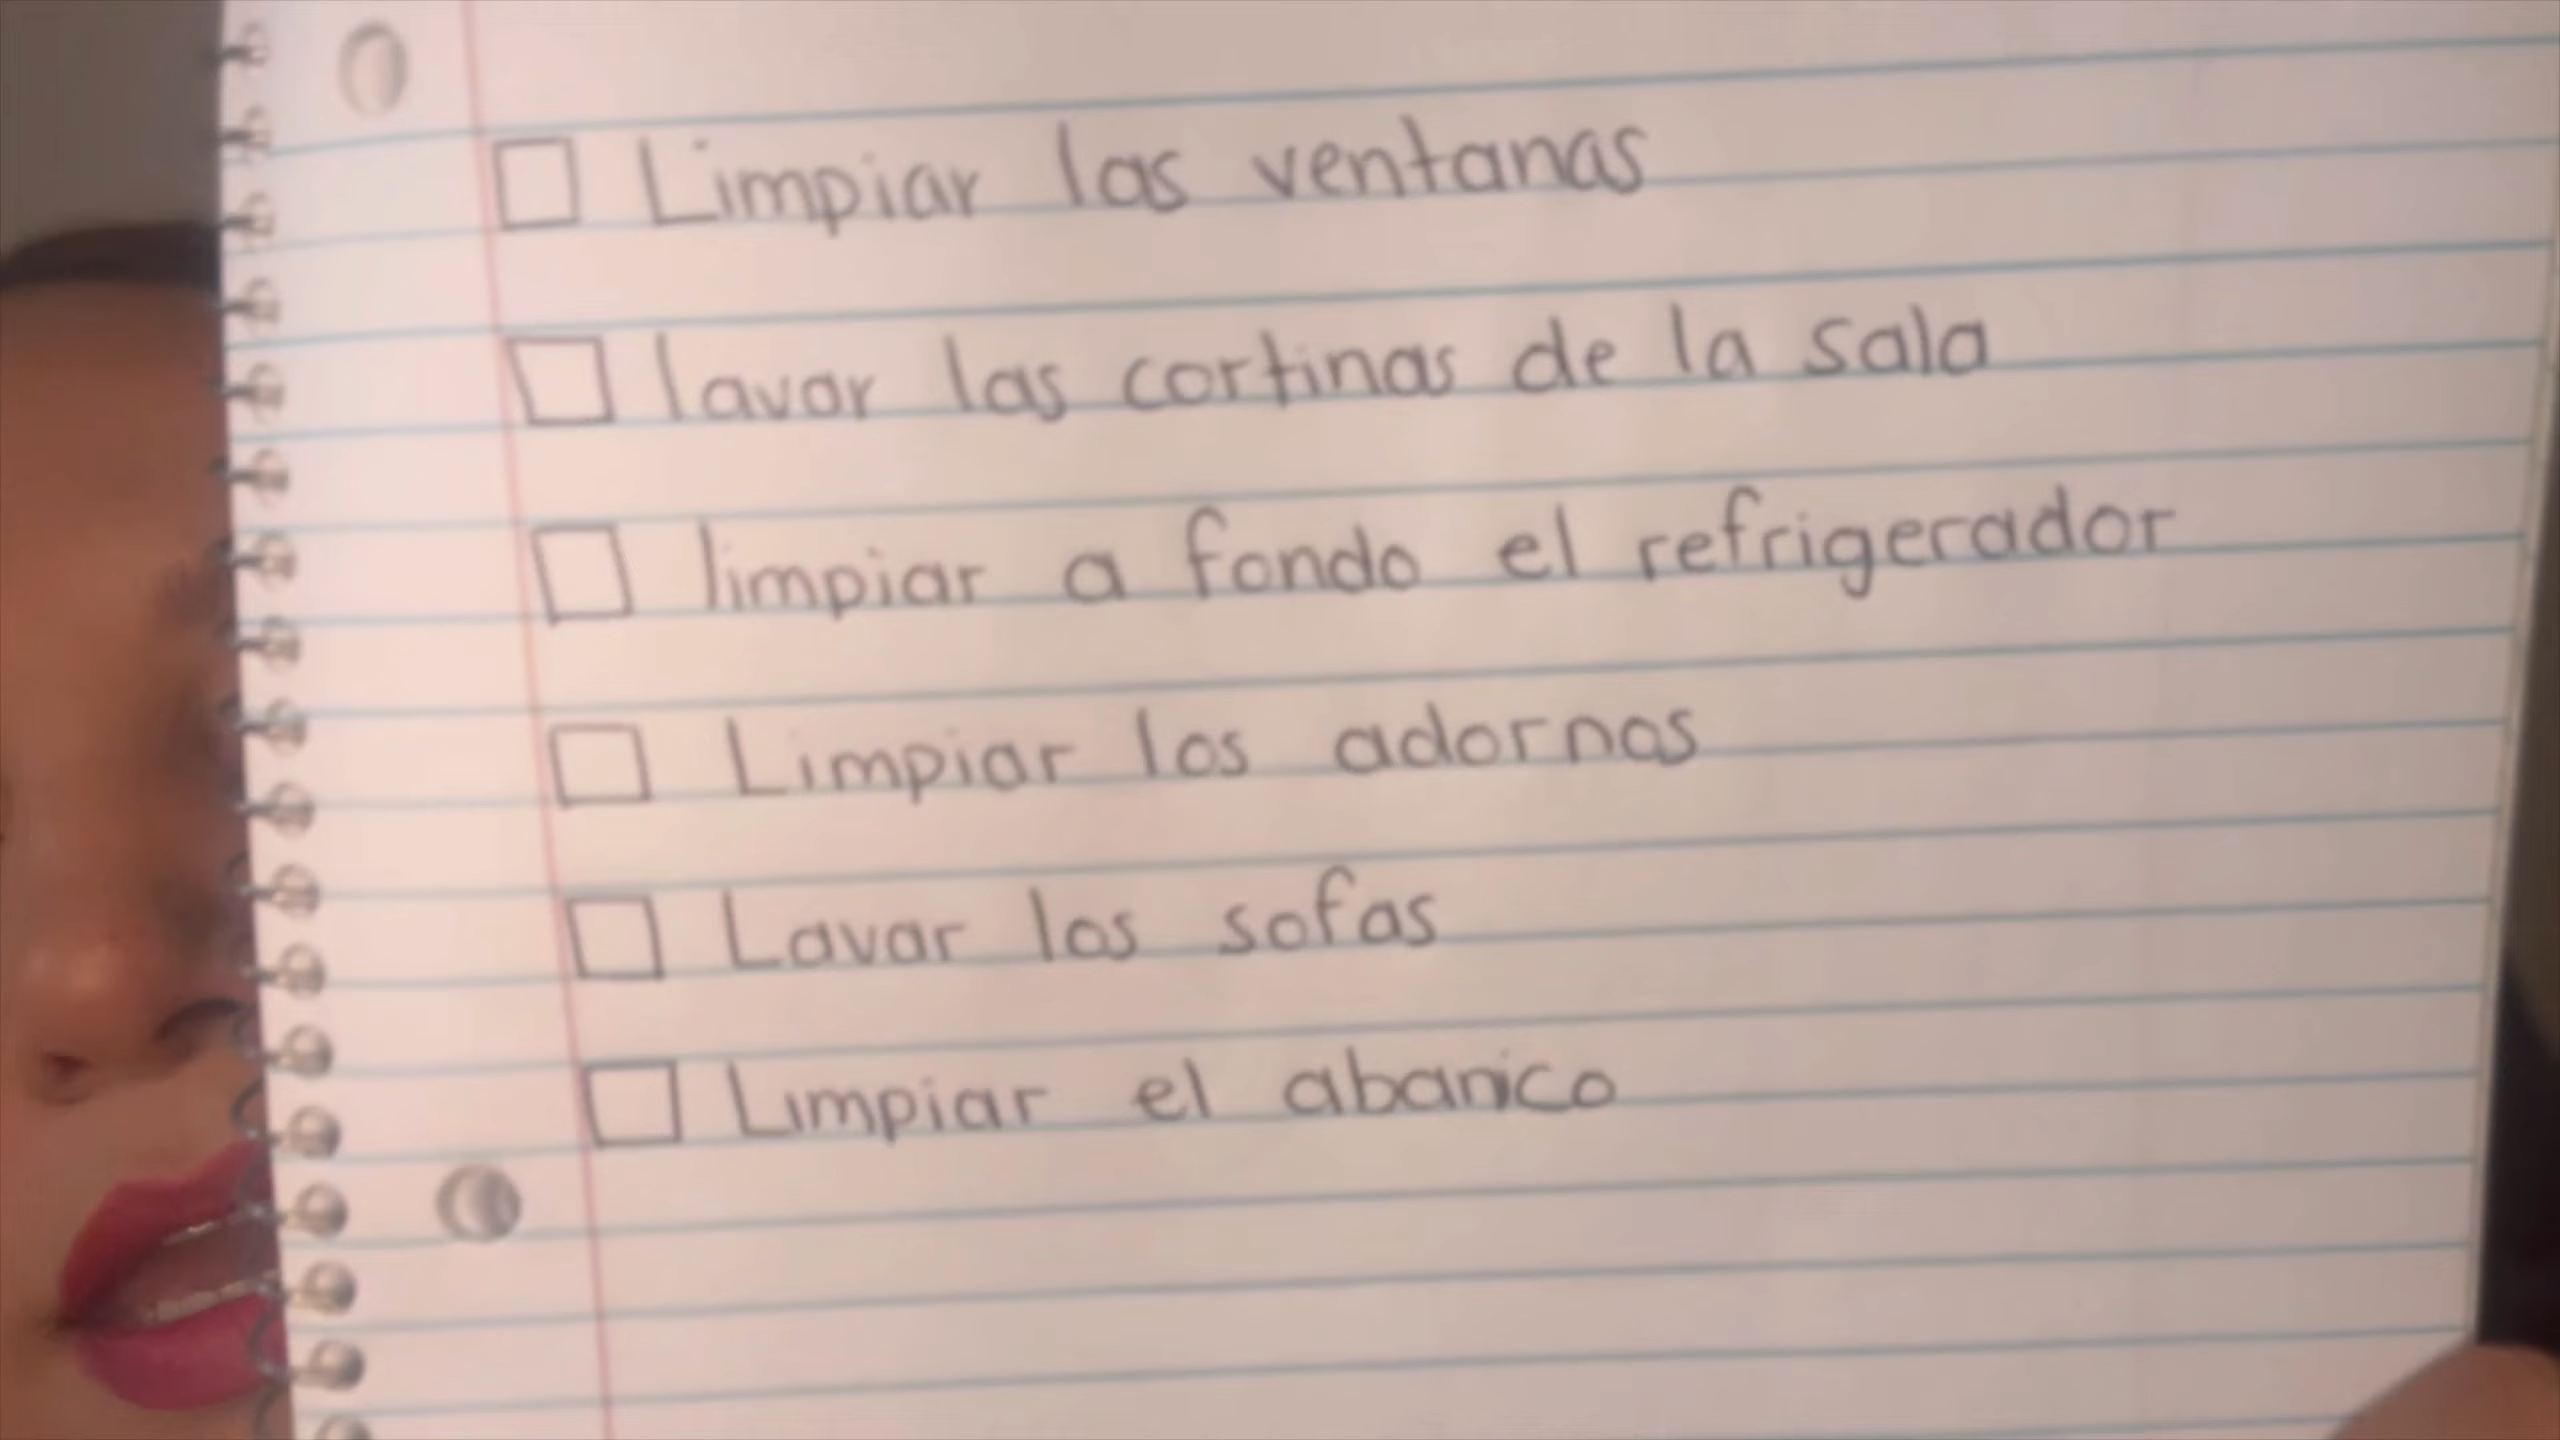 Limpiar las ventanas
lavar las cortinas de la sala
limpiar a fondo el refrigerador
Limpiar los adornos
Lavar los sofas
Limpiar el abanico